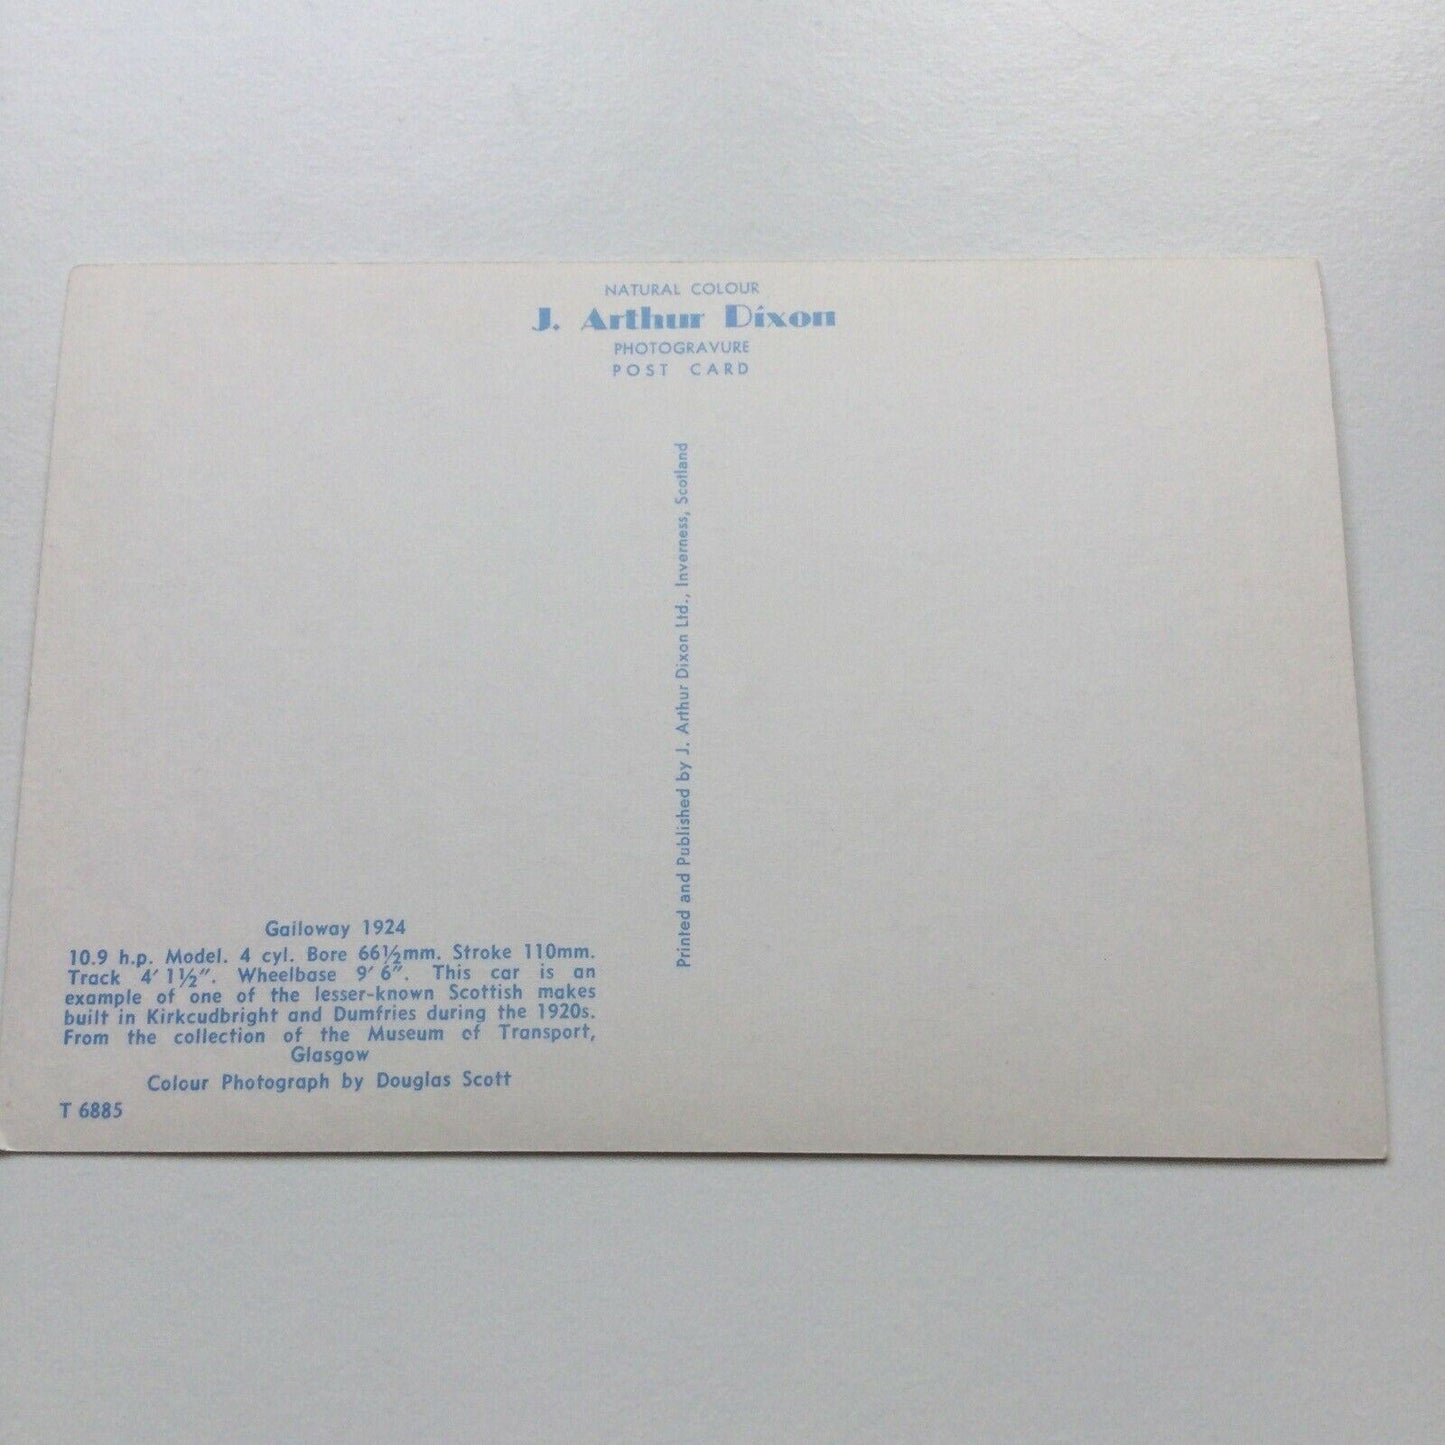 NATURAL COLOUR
J. Arthur Dixon
PHOTOGRAVURE
POST CARD
Printed and Published by J. Arthur Dixon Ltd., Inverness, Scotland
Galloway 1924
10.9 h.p. Model. 4 cyl. Bore 66½mm. Stroke 110mm.
Track 4′ 1½″. Wheelbase 9′ 6″. This car is an
example of one of the lesser-known Scottish makes
built in Kirkcudbright and Dumfries during the 1920s.
From the collection of the Museum of Transport,
Glasgow
Colour Photograph by Douglas Scott
T 6885